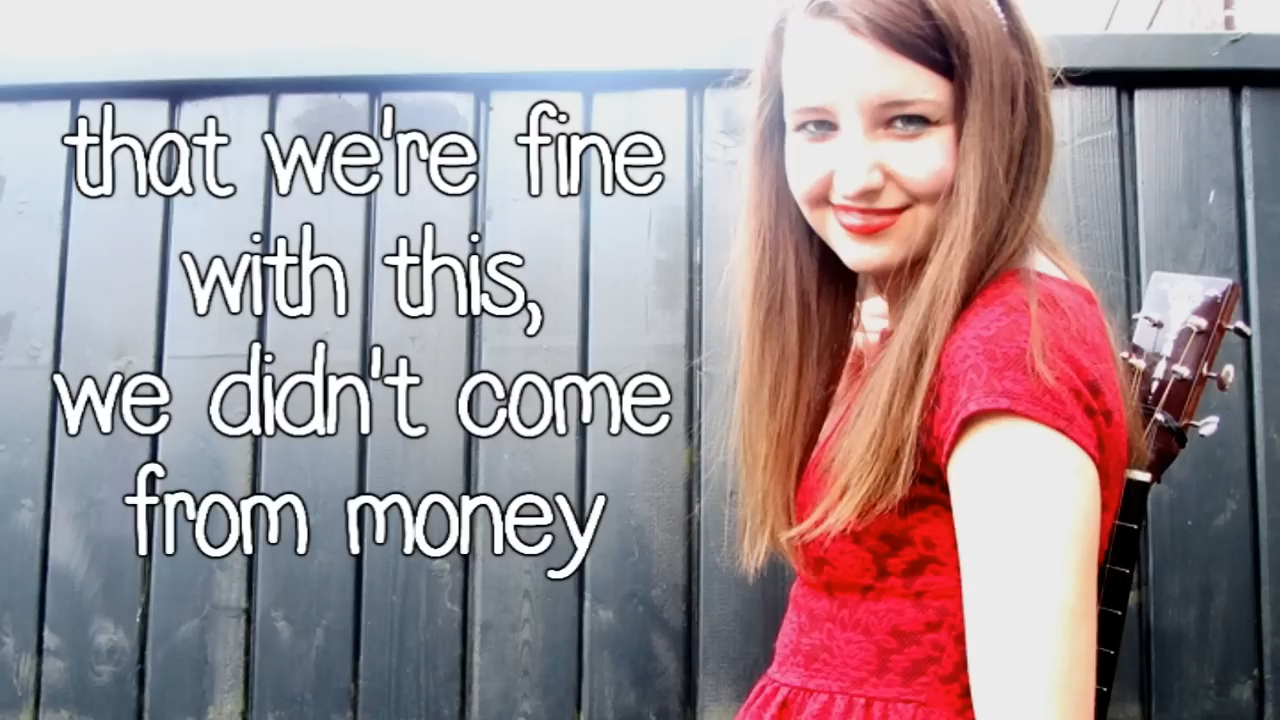 that we're fine
with this,
we didn't come
from money